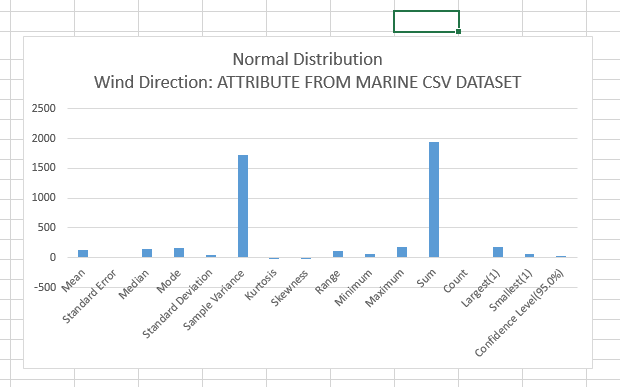 Normal Distribution
Wind Direction: ATTRIBUTE FROM MARINE CSV DATASET
2500
2000
1500
1000
500
0
-500
Mean
Standard Error
Median
Mode
Standard Deviation
Sample Variance
Kurtosis
Skewness
Range
Minimum
Maximum
Sum
Count
Largest(1)
Smallest(1)
Confidence Level(95.0%)